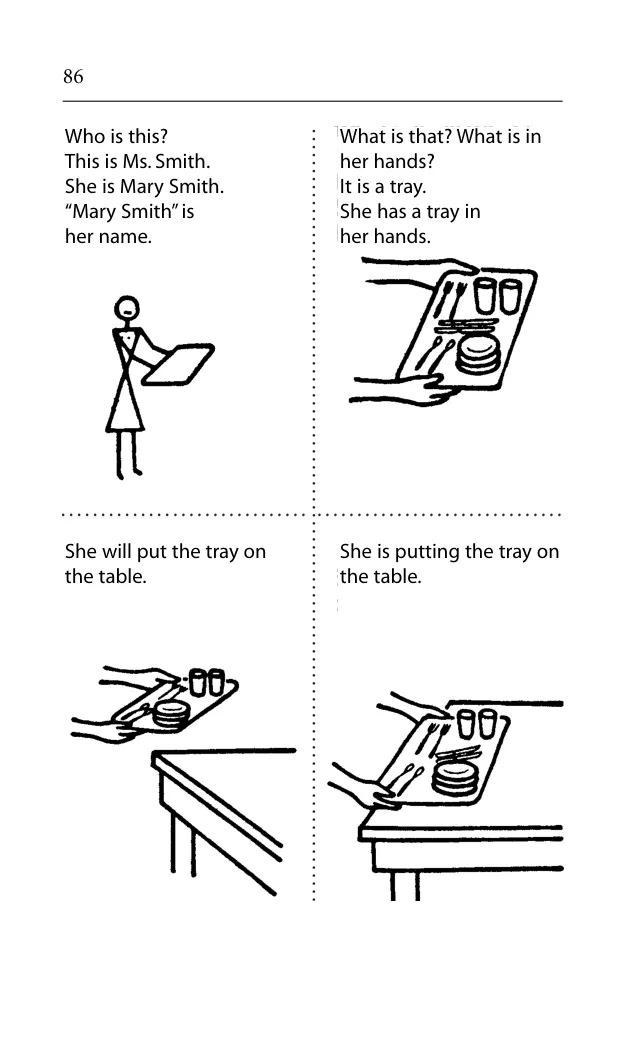 86
Who is this?
This is Ms. Smith.
She is Mary Smith.
“Mary Smith” is
her name.
What is that? What is in
her hands?
It is a tray.
She has a tray in
her hands.
She will put the tray on
the table.
She is putting the tray on
the table.